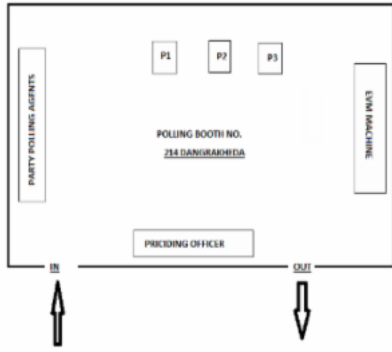 P1
P2
P3
PARTY POLLING AGENTS
EVM MACHINE
POLLING BOOTH NO.
214 DANGRAKHEDA
PRICIDING OFFICER
IN
OUT